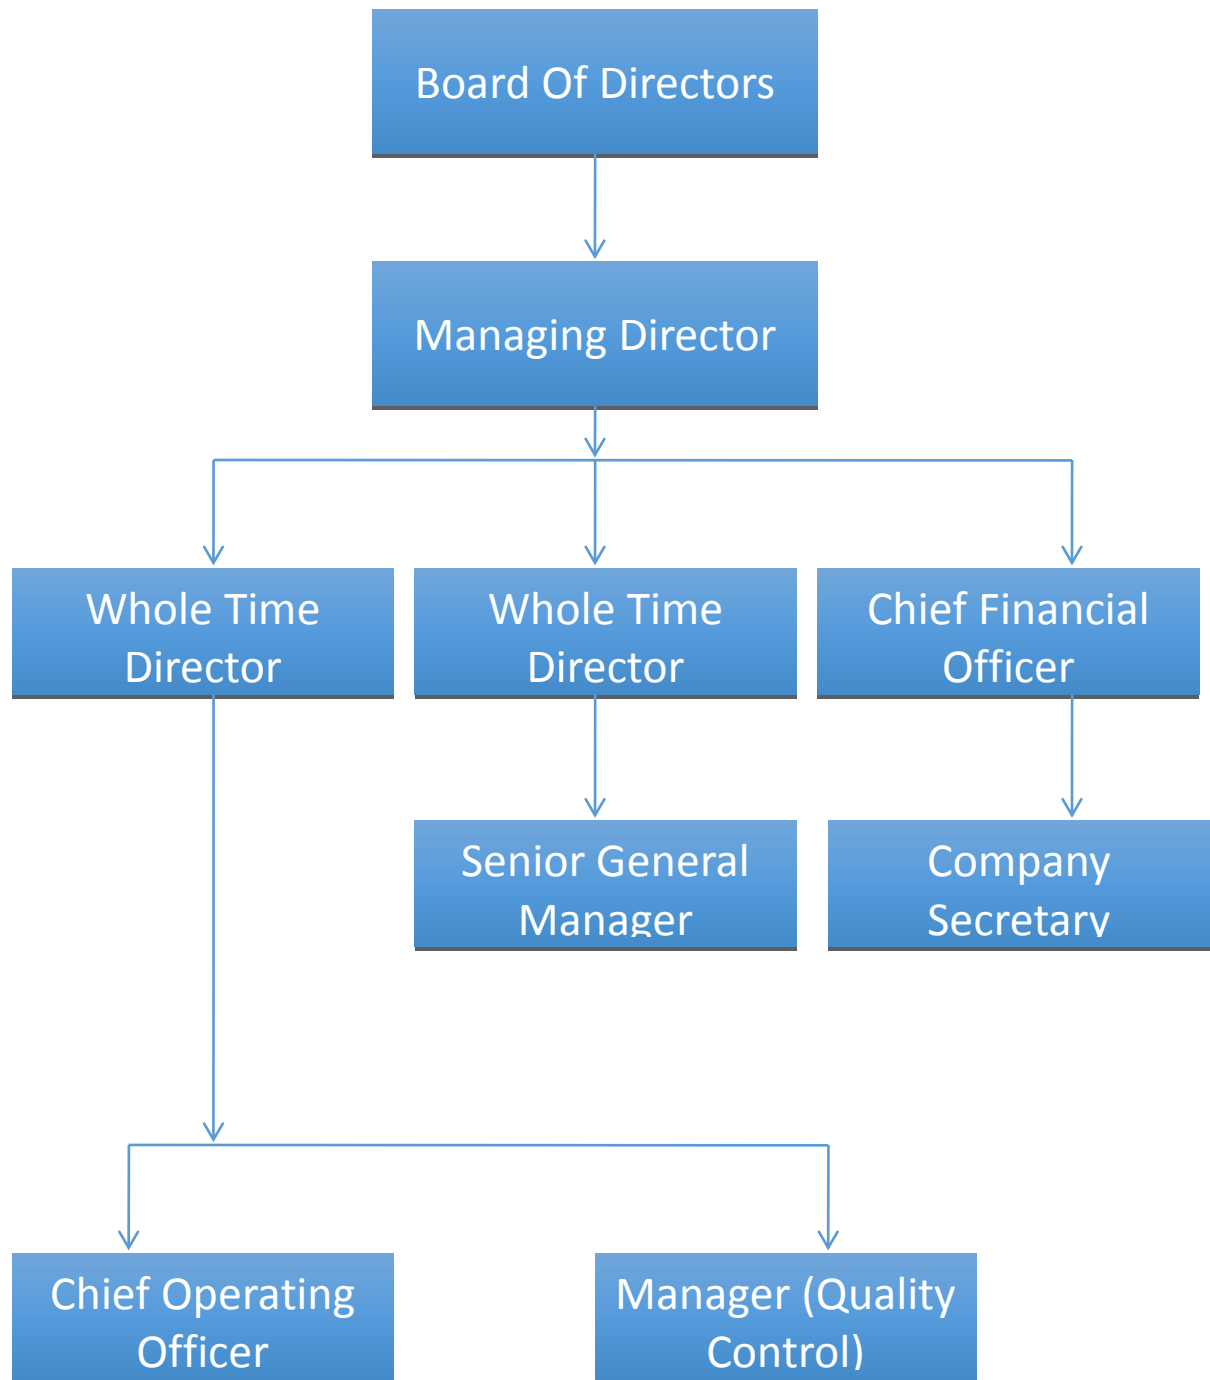 Board Of Directors
Managing Director
Whole Time
Director
Whole Time
Director
Chief Financial
Officer
Senior General
Manager
Company
Secretary
Chief Operating
Officer
Manager (Quality
Control)